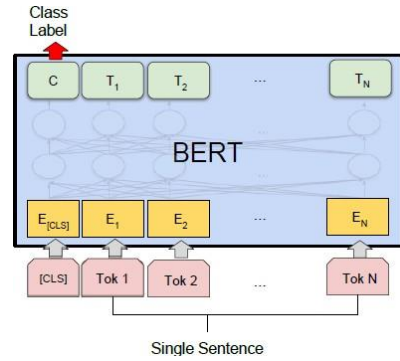 Class
Label
C T1 T2 ... TN
...
BERT
...
E[CLS] E1 E2 ... EN
[CLS] Tok 1 Tok 2 ... Tok N
Single Sentence